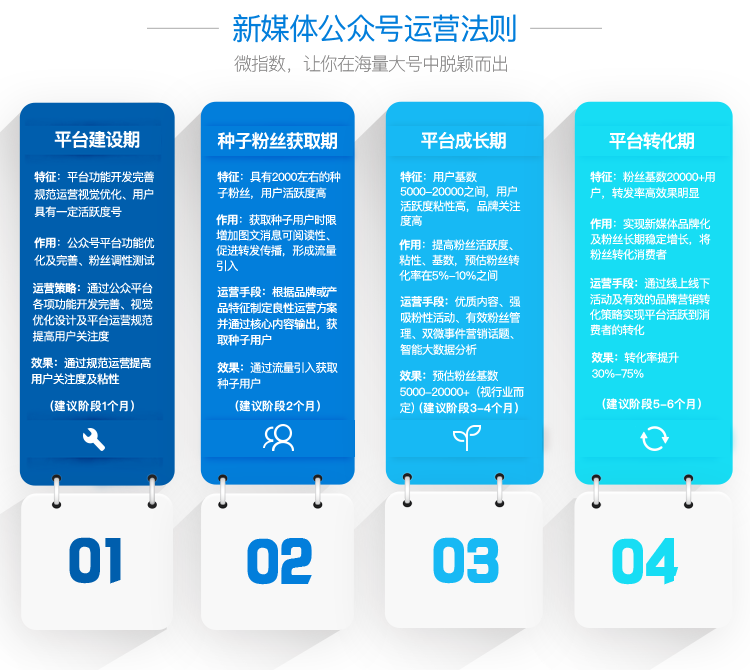 新媒体公众号运营法则
微指数，让你在海量大号中脱颖而出
平台建设期
特征：平台功能开发完善
规范运营视觉优化、用户
具有一定活跃度号
作用：公众号平台功能优
化及完善、粉丝调性测试
运营策略：通过公众平台
各项功能开发完善、视觉
优化设计及平台运营规范
提高用户关注度
效果：通过规范运营提高
用户关注度及粘性
（建议阶段1个月）
01
种子粉丝获取期
特征：具有2000左右的种
子粉丝，用户活跃度高
作用：获取种子用户时限
增加图文消息可阅读性、
促进转发传播，形成流量
引入
运营手段：根据品牌或产
品特征制定良性运营方案
并通过核心内容输出，获
取种子用户
效果：通过流量引入获取
种子用户
（建议阶段2个月）
02
平台成长期
特征：用户基数
5000-20000之间，用户
活跃度粘性高，品牌关注
度高
作用：提高粉丝活跃度、
粘性、基数，预估粉丝转
化率在5%-10%之间
运营手段：优质内容、强
吸粉性活动、有效粉丝管
理、双微事件营销话题、
智能大数据分析
效果：预估粉丝基数
5000-20000+（视行业而
定）（建议阶段3-4个月）
03
平台转化期
特征：粉丝基数20000+用
户，转发率高效果明显
作用：实现新媒体品牌化
及粉丝长期稳定增长，将
粉丝转化消费者
运营手段：通过线上线下
活动及有效的品牌营销转
化策略实现平台活跃到消
费者的转化
效果：转化率提升
30%-75%
（建议阶段5-6个月）
04